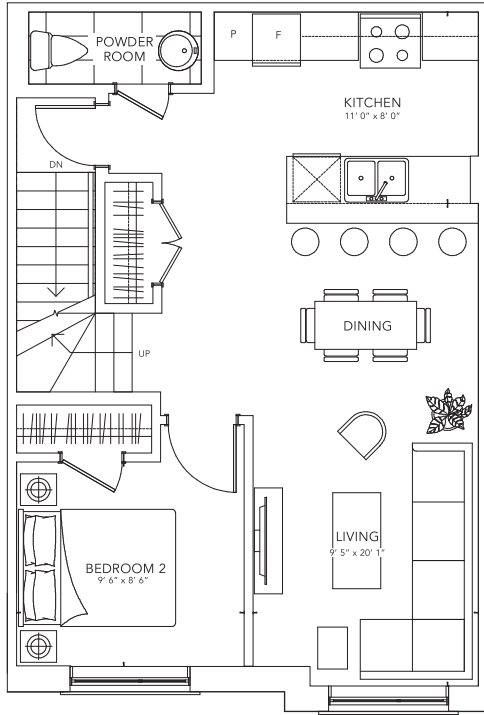 POWDER
ROOM
P
F
KITCHEN
11' 0" x 8' 0"
DN
DINING
UP
LIVING
9' 5" x 20' 1"
BEDROOM 2
9' 6" x 8' 6"